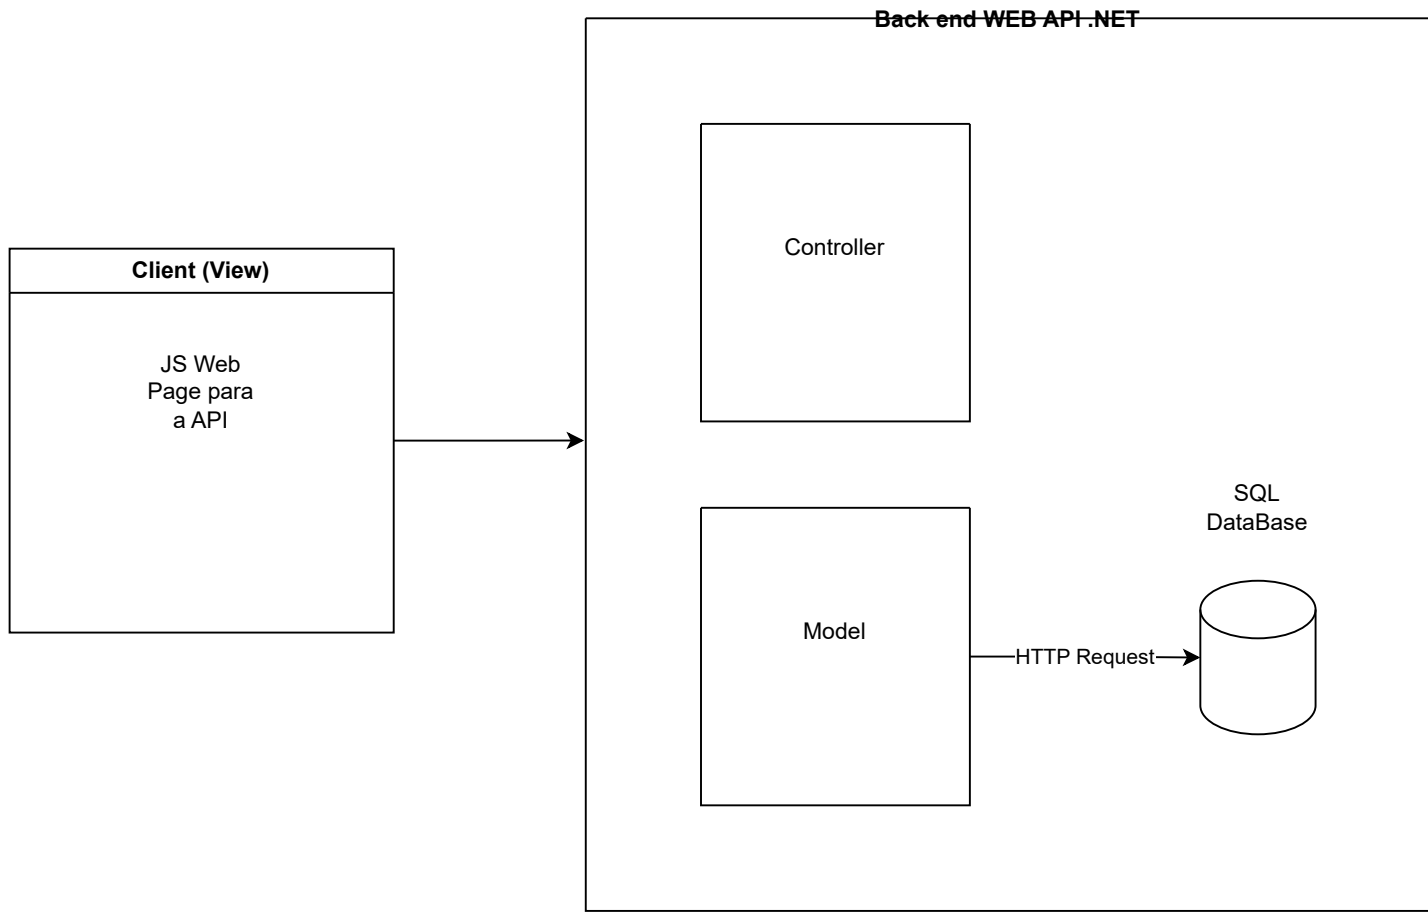 Back end WEB API .NET
Controller
Client (View)
JS Web
Page para
a API
SQL
DataBase
Model
HTTP Request